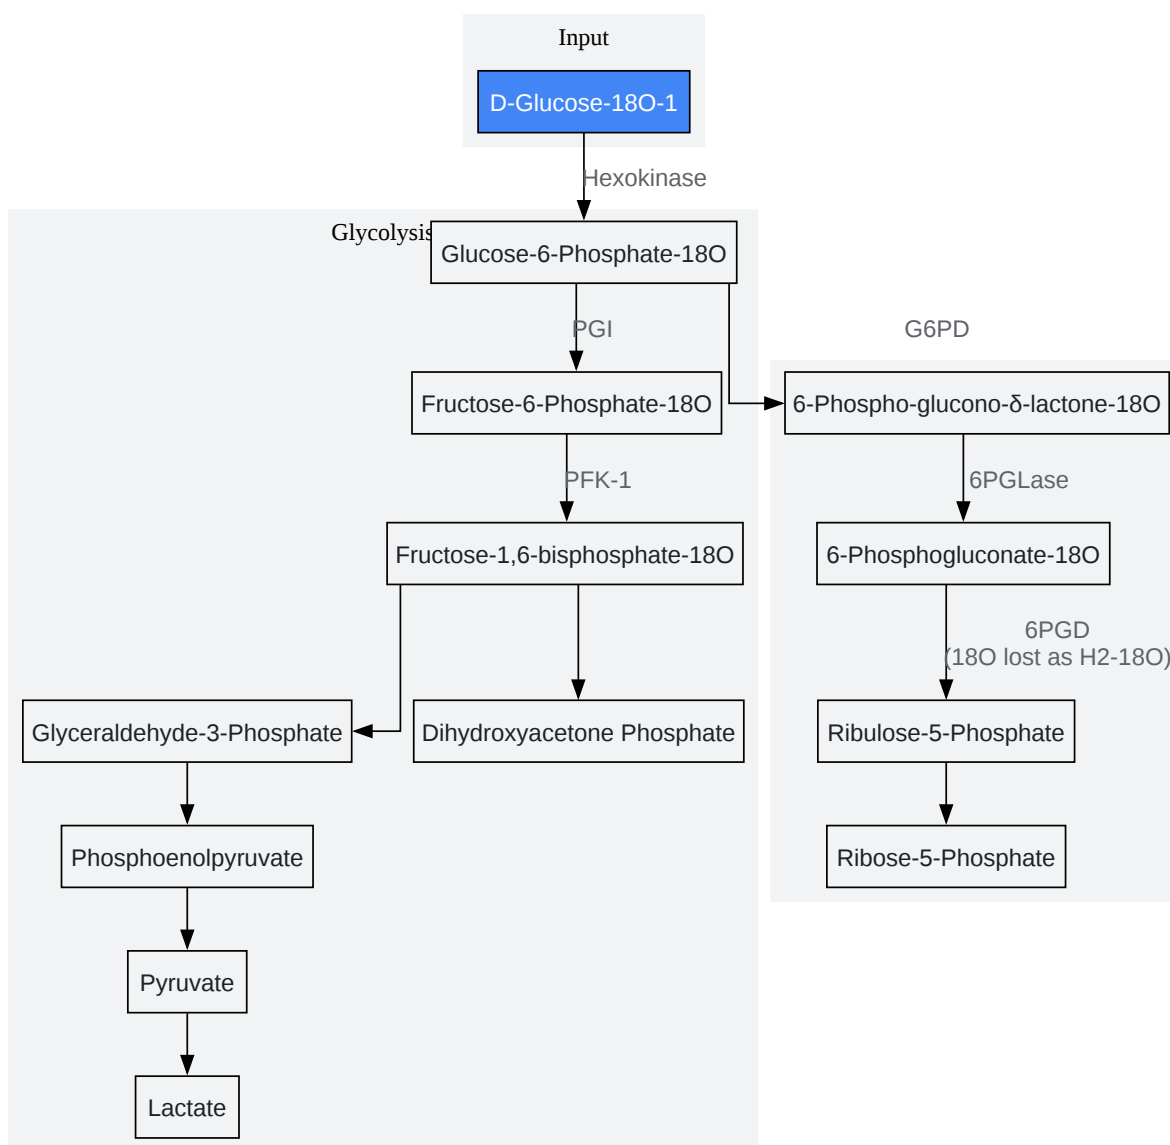 Input
D-Glucose-18O-1
Hexokinase
Glycolysis
Glucose-6-Phosphate-18O
PGI
G6PD
Fructose-6-Phosphate-18O
6-Phospho-glucono-δ-lactone-18O
PFK-1
6PGLase
Fructose-1,6-bisphosphate-18O
6-Phosphogluconate-18O
6PGD
(18O lost as H2-18O)
Glyceraldehyde-3-Phosphate
Dihydroxyacetone Phosphate
Ribulose-5-Phosphate
Phosphoenolpyruvate
Ribose-5-Phosphate
Pyruvate
Lactate